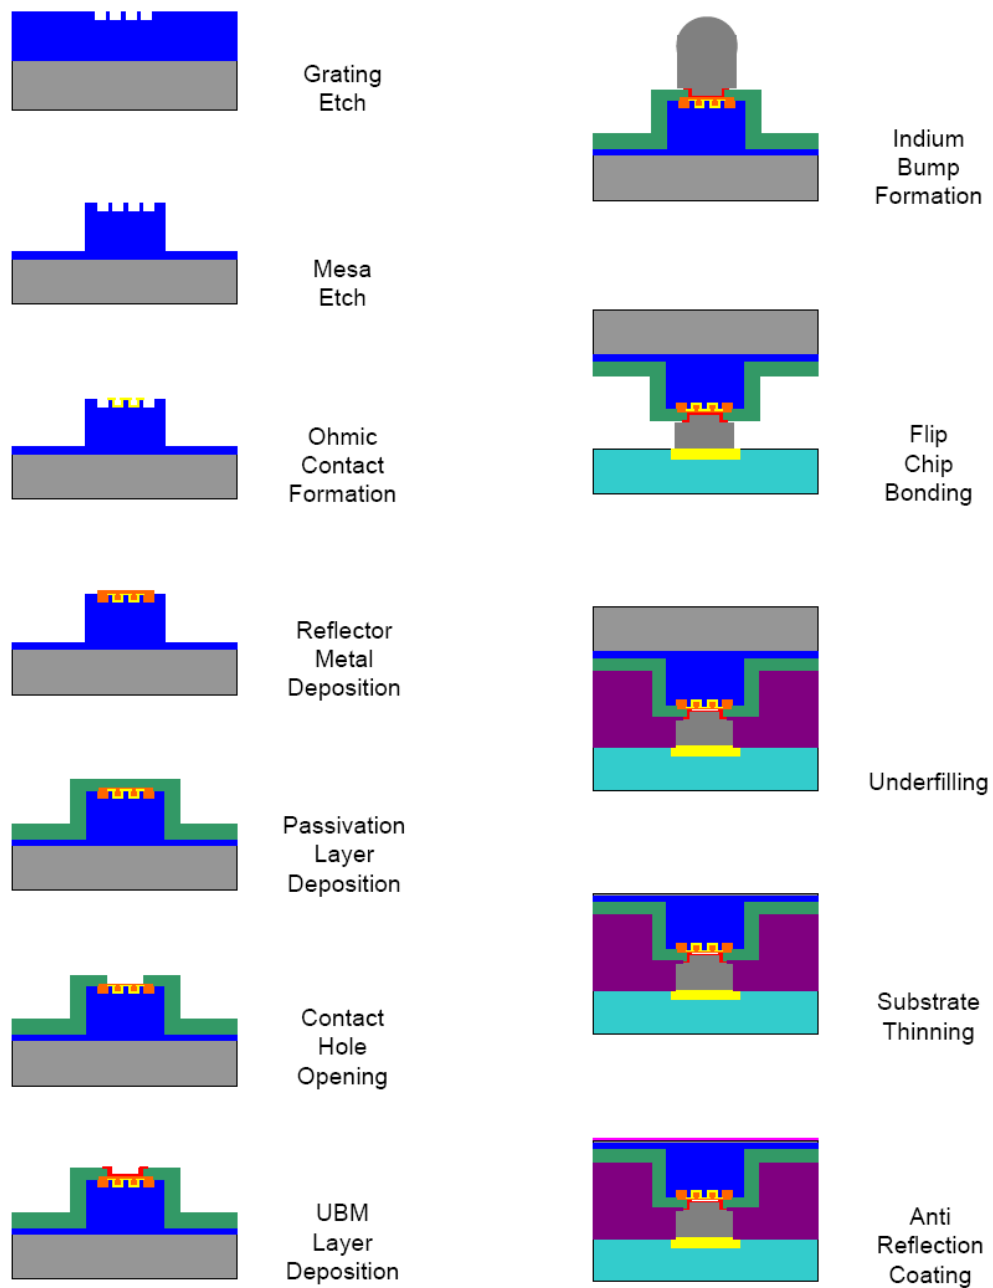 Grating
Etch
Mesa
Etch
Ohmic
Contact
Formation
Reflector
Metal
Deposition
Passivation
Layer
Deposition
Contact
Hole
Opening
UBM
Layer
Deposition
Indium
Bump
Formation
Flip
Chip
Bonding
Underfilling
Substrate
Thinning
Anti
Reflection
Coating